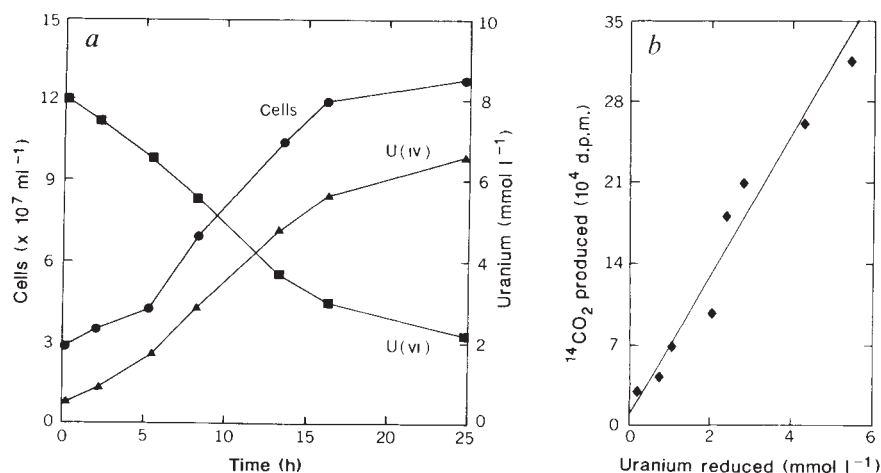 a
Cells
U(IV)
U(VI)
15
12
9
6
3
0
Cells (x 10⁷ ml⁻¹)
10
8
6
4
2
0
Uranium (mmol l⁻¹)
0 5 10 15 20 25
Time (h)
b
35
28
21
14
7
0
¹⁴CO₂ produced (10⁴ d.p.m.)
0 2 4 6
Uranium reduced (mmol l⁻¹)